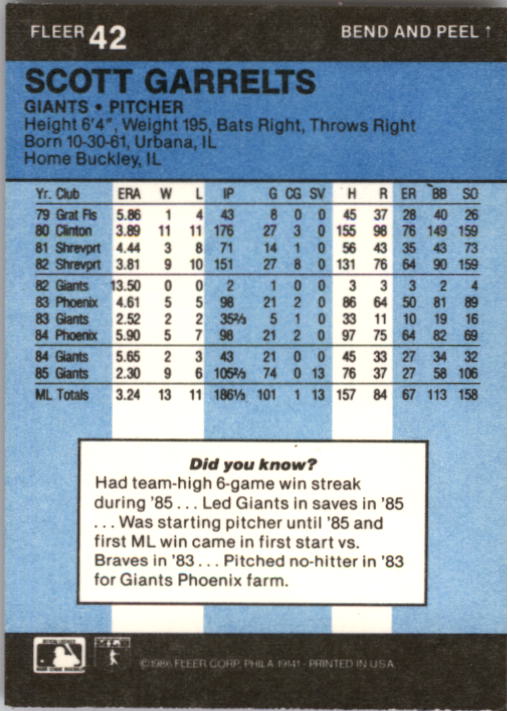 FLEER 42 BEND AND PEEL ↑
SCOTT GARRELTS
GIANTS • PITCHER
Height 6'4", Weight 195, Bats Right, Throws Right
Born 10-30-61, Urbana, IL
Home Buckley, IL
Yr. Club ERA W L IP G CG SV H R ER BB SO
79 Grat Fls 5.86 1 4 43 8 0 0 45 37 28 40 26
80 Clinton 3.89 11 11 176 27 3 0 155 98 76 149 159
81 Shrevprt 4.44 3 8 71 14 1 0 56 43 35 43 73
82 Shrevprt 3.81 9 10 151 27 8 0 131 76 64 90 159
82 Giants 13.50 0 0 2 1 0 0 3 3 3 2 4
83 Phoenix 4.61 5 5 98 21 2 0 86 64 50 81 89
83 Giants 2.52 2 2 35⅔ 5 1 0 33 11 10 19 16
84 Phoenix 5.90 5 7 98 21 2 0 97 75 64 82 69
84 Giants 5.65 2 3 43 21 0 0 45 33 27 34 32
85 Giants 2.30 9 6 105⅔ 74 0 13 76 37 27 58 106
ML Totals 3.24 13 11 186⅓ 101 1 13 157 84 67 113 158
Did you know?
Had team-high 6-game win streak
during '85 . . . Led Giants in saves in '85
. . . Was starting pitcher until '85 and
first ML win came in first start vs.
Braves in '83 . . . Pitched no-hitter in '83
for Giants Phoenix farm.
©1986 FLEER CORP., PHILA 19141 - PRINTED IN U.S.A.